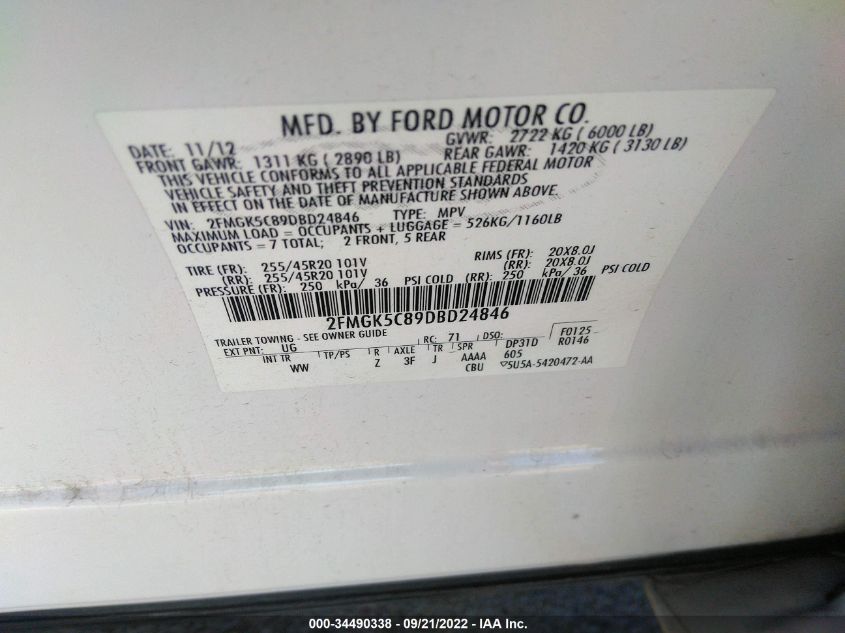 MFD. BY FORD MOTOR CO.
DATE: 11/12 GVWR: 2722 KG ( 6000 LB)
FRONT GAWR: 1311 KG ( 2890 LB) REAR GAWR: 1420 KG ( 3130 LB)
THIS VEHICLE CONFORMS TO ALL APPLICABLE FEDERAL MOTOR
VEHICLE SAFETY AND THEFT PREVENTION STANDARDS
IN EFFECT ON THE DATE OF MANUFACTURE SHOWN ABOVE.
VIN: 2FMGK5C89DBD24846 TYPE: MPV
MAXIMUM LOAD = OCCUPANTS + LUGGAGE = 526KG/1160LB
OCCUPANTS = 7 TOTAL; 2 FRONT, 5 REAR
TIRE (FR): 255/45R20 101V RIMS (FR): 20X8.0J
(RR): 255/45R20 101V (RR): 20X8.0J
PRESSURE (FR): 250 kPa/ 36 PSI COLD (RR): 250 kPa/ 36 PSI COLD
2FMGK5C89DBD24846
TRAILER TOWING - SEE OWNER GUIDE
EXT PNT: UG RC: 71 DSO: F0125
INT TR TP/PS R AXLE TR SPR DP31D R0146
WW Z 3F J AAAA 605
CBU ▽5U5A-5420472-AA
000-34490338 - 09/21/2022 - IAA Inc.